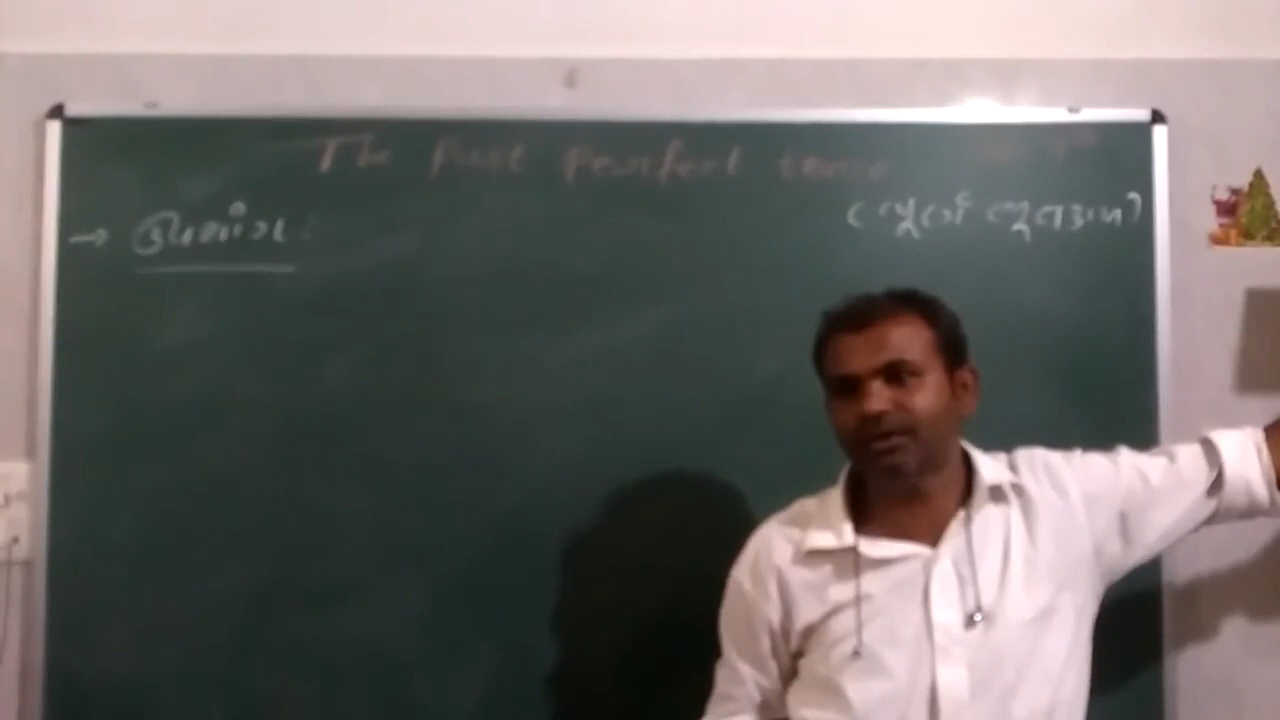 The past pearfect tense
(પૂર્ણ ભૂતકાળ)
→ ઉપયોગ :